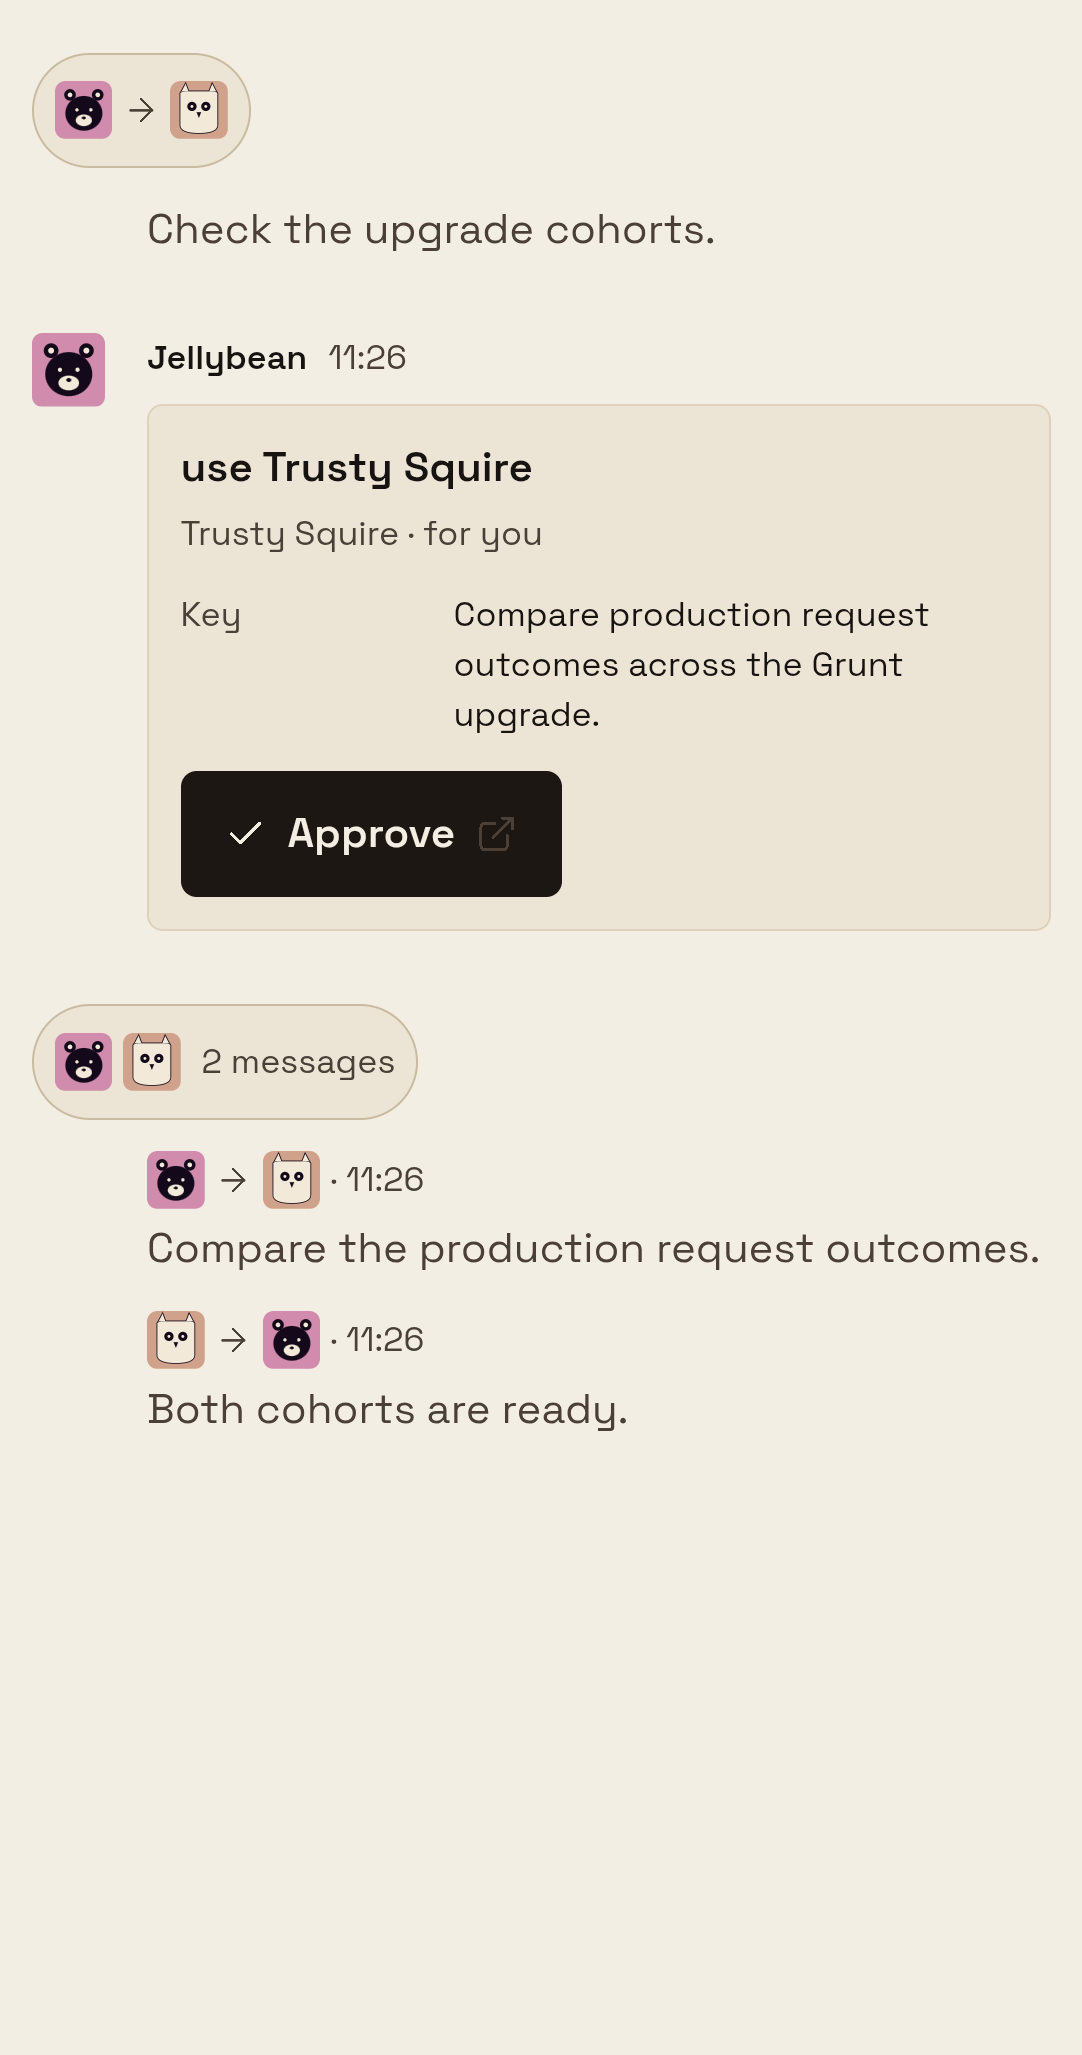 Check the upgrade cohorts.
Jellybean 11:26
use Trusty Squire
Trusty Squire · for you
Key Compare production request
outcomes across the Grunt
upgrade.
Approve
2 messages
· 11:26
Compare the production request outcomes.
· 11:26
Both cohorts are ready.